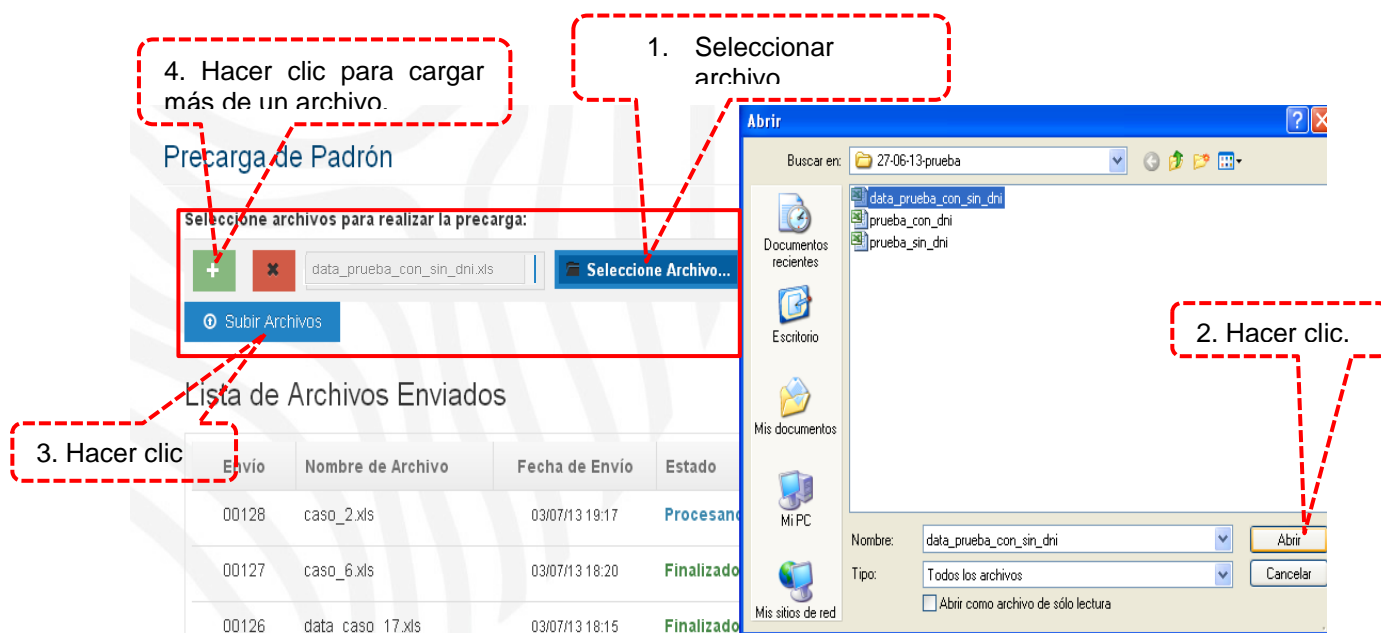 4. Hacer clic para cargar
más de un archivo.
1. Seleccionar
archivo
Precarga de Padrón
Seleccione archivos para realizar la precarga:
+
data_prueba_con_sin_dni.xls
Seleccione Archivo...
Subir Archivos
Lista de Archivos Enviados
3. Hacer clic
Envío Nombre de Archivo Fecha de Envío Estado
00128 caso_2.xls 03/07/13 19:17
00127 caso_6.xls 03/07/13 18:20 Finalizado
00126 data_caso_17.xls 03/07/13 18:15 Finalizado
Abrir
Buscar en: 27-06-13-prueba
data_prueba_con_sin_dni
prueba_con_dni
prueba_sin_dni
Documentos
recientes
Escritorio
Mis documentos
Mi PC
Mis sitios de red
2. Hacer clic.
Nombre: data_prueba_con_sin_dni Abrir
Tipo: Todos los archivos Cancelar
Abrir como archivo de sólo lectura